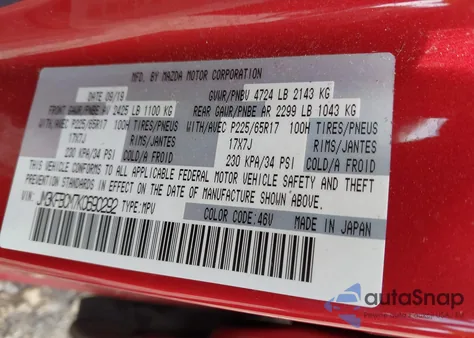 MFD. BY MAZDA MOTOR CORPORATION
DATE 09/19 GVWR/PNBV 4724 LB 2143 KG
FRONT GAWR/PNBE AV 2425 LB 1100 KG REAR GAWR/PNBE AR 2299 LB 1043 KG
WITH/AVEC P225/65R17 100H TIRES/PNEUS WITH/AVEC P225/65R17 100H TIRES/PNEUS
17X7J RIMS/JANTES 17X7J RIMS/JANTES
230 KPA/34 PSI COLD/A FROID 230 KPA/34 PSI COLD/A FROID
THIS VEHICLE CONFORMS TO ALL APPLICABLE FEDERAL MOTOR VEHICLE SAFETY AND THEFT
PREVENTION STANDARDS IN EFFECT ON THE DATE OF MANUFACTURE SHOWN ABOVE.
VIN: TYPE:MPV COLOR CODE:46V MADE IN JAPAN
autoSnap